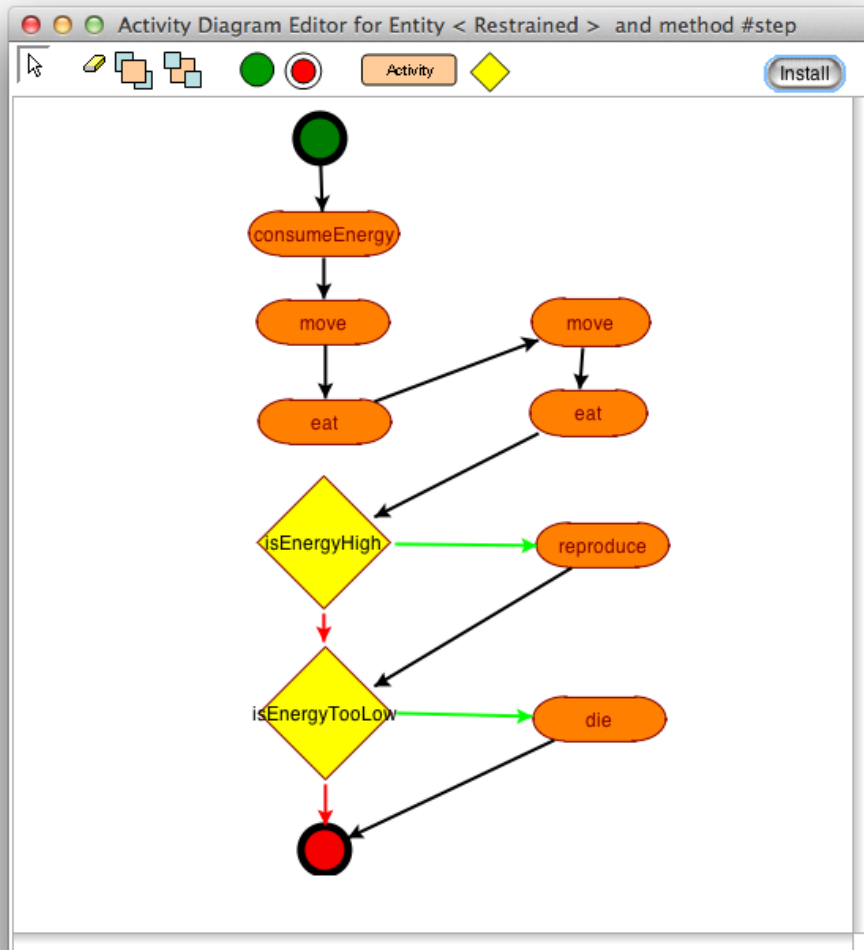 Activity Diagram Editor for Entity < Restrained > and method #step
Activity
Install
consumeEnergy
move
move
eat
eat
isEnergyHigh
reproduce
isEnergyTooLow
die